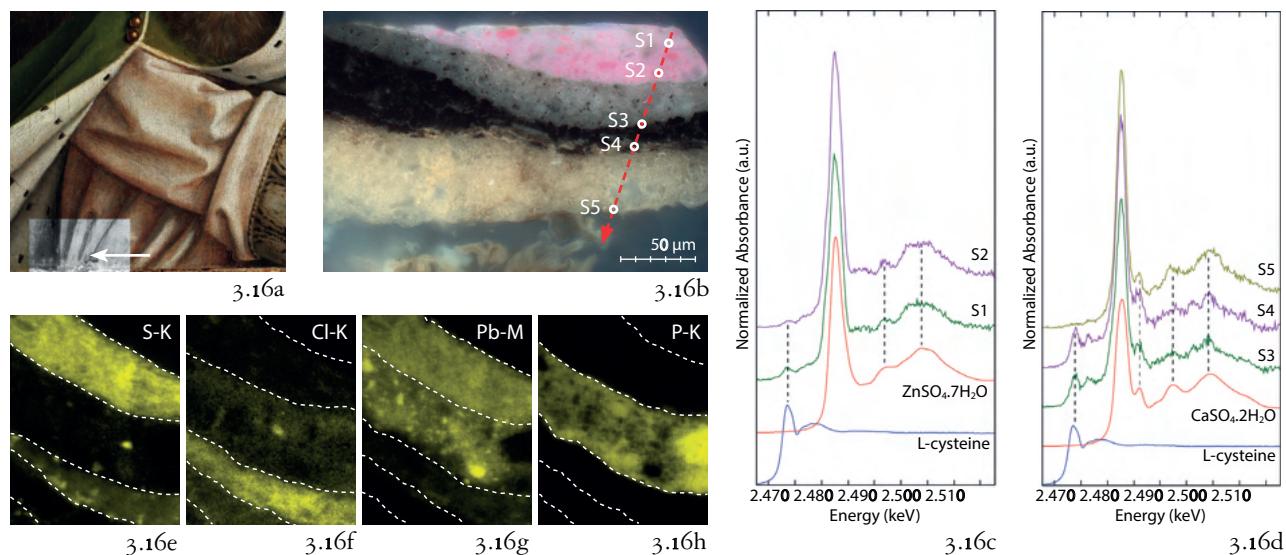 3.16a
S1
S2
S3
S4
S5
50 μm
3.16b
S-K
3.16e
Cl-K
3.16f
Pb-M
3.16g
P-K
3.16h
Normalized Absorbance (a.u.)
S2
S1
ZnSO₄.7H₂O
L-cysteine
2.470 2.480 2.490 2.500 2.510
Energy (keV)
3.16c
Normalized Absorbance (a.u.)
S5
S4
S3
CaSO₄.2H₂O
L-cysteine
2.470 2.480 2.490 2.500 2.510
Energy (keV)
3.16d